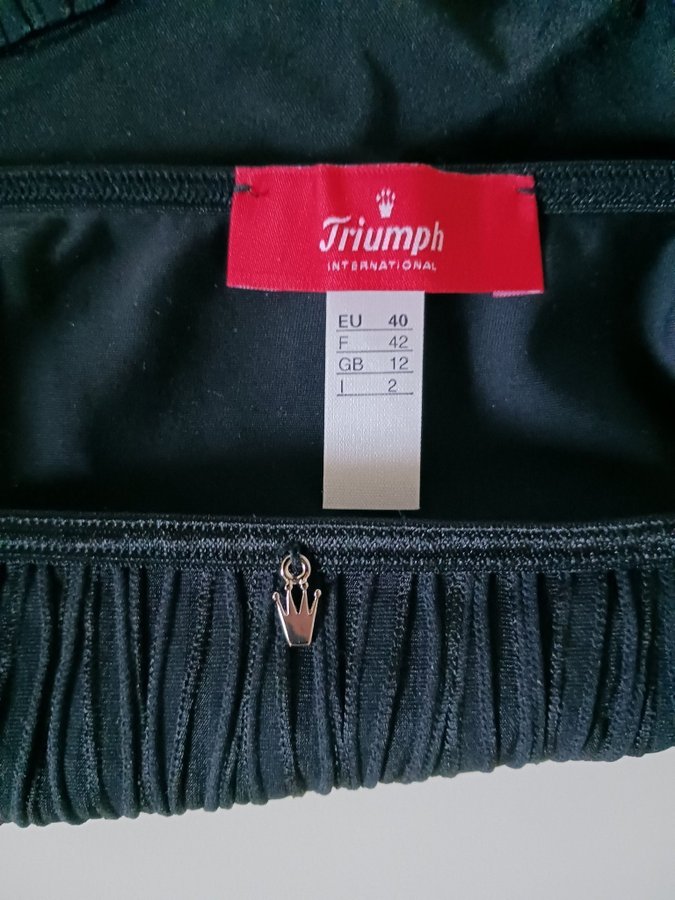 Triumph
INTERNATIONAL
EU 40
F 42
GB 12
I 2